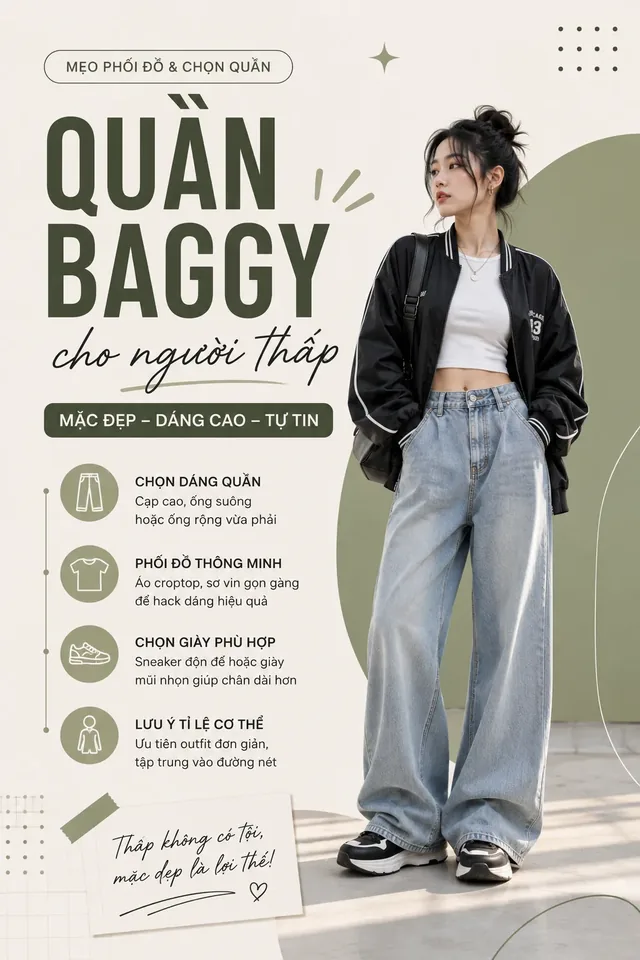 MẸO PHỐI ĐỒ & CHỌN QUẦN
QUẦN
BAGGY
cho người thấp
MẶC ĐẸP – DÁNG CAO – TỰ TIN
CHỌN DÁNG QUẦN
Cạp cao, ống suông
hoặc ống rộng vừa phải
PHỐI ĐỒ THÔNG MINH
Áo croptop, sơ vin gọn gàng
để hack dáng hiệu quả
CHỌN GIÀY PHÙ HỢP
Sneaker độn đế hoặc giày
mũi nhọn giúp chân dài hơn
LƯU Ý TỈ LỆ CƠ THỂ
Ưu tiên outfit đơn giản,
tập trung vào đường nét
Thấp không có tội,
mặc đẹp là lợi thế!